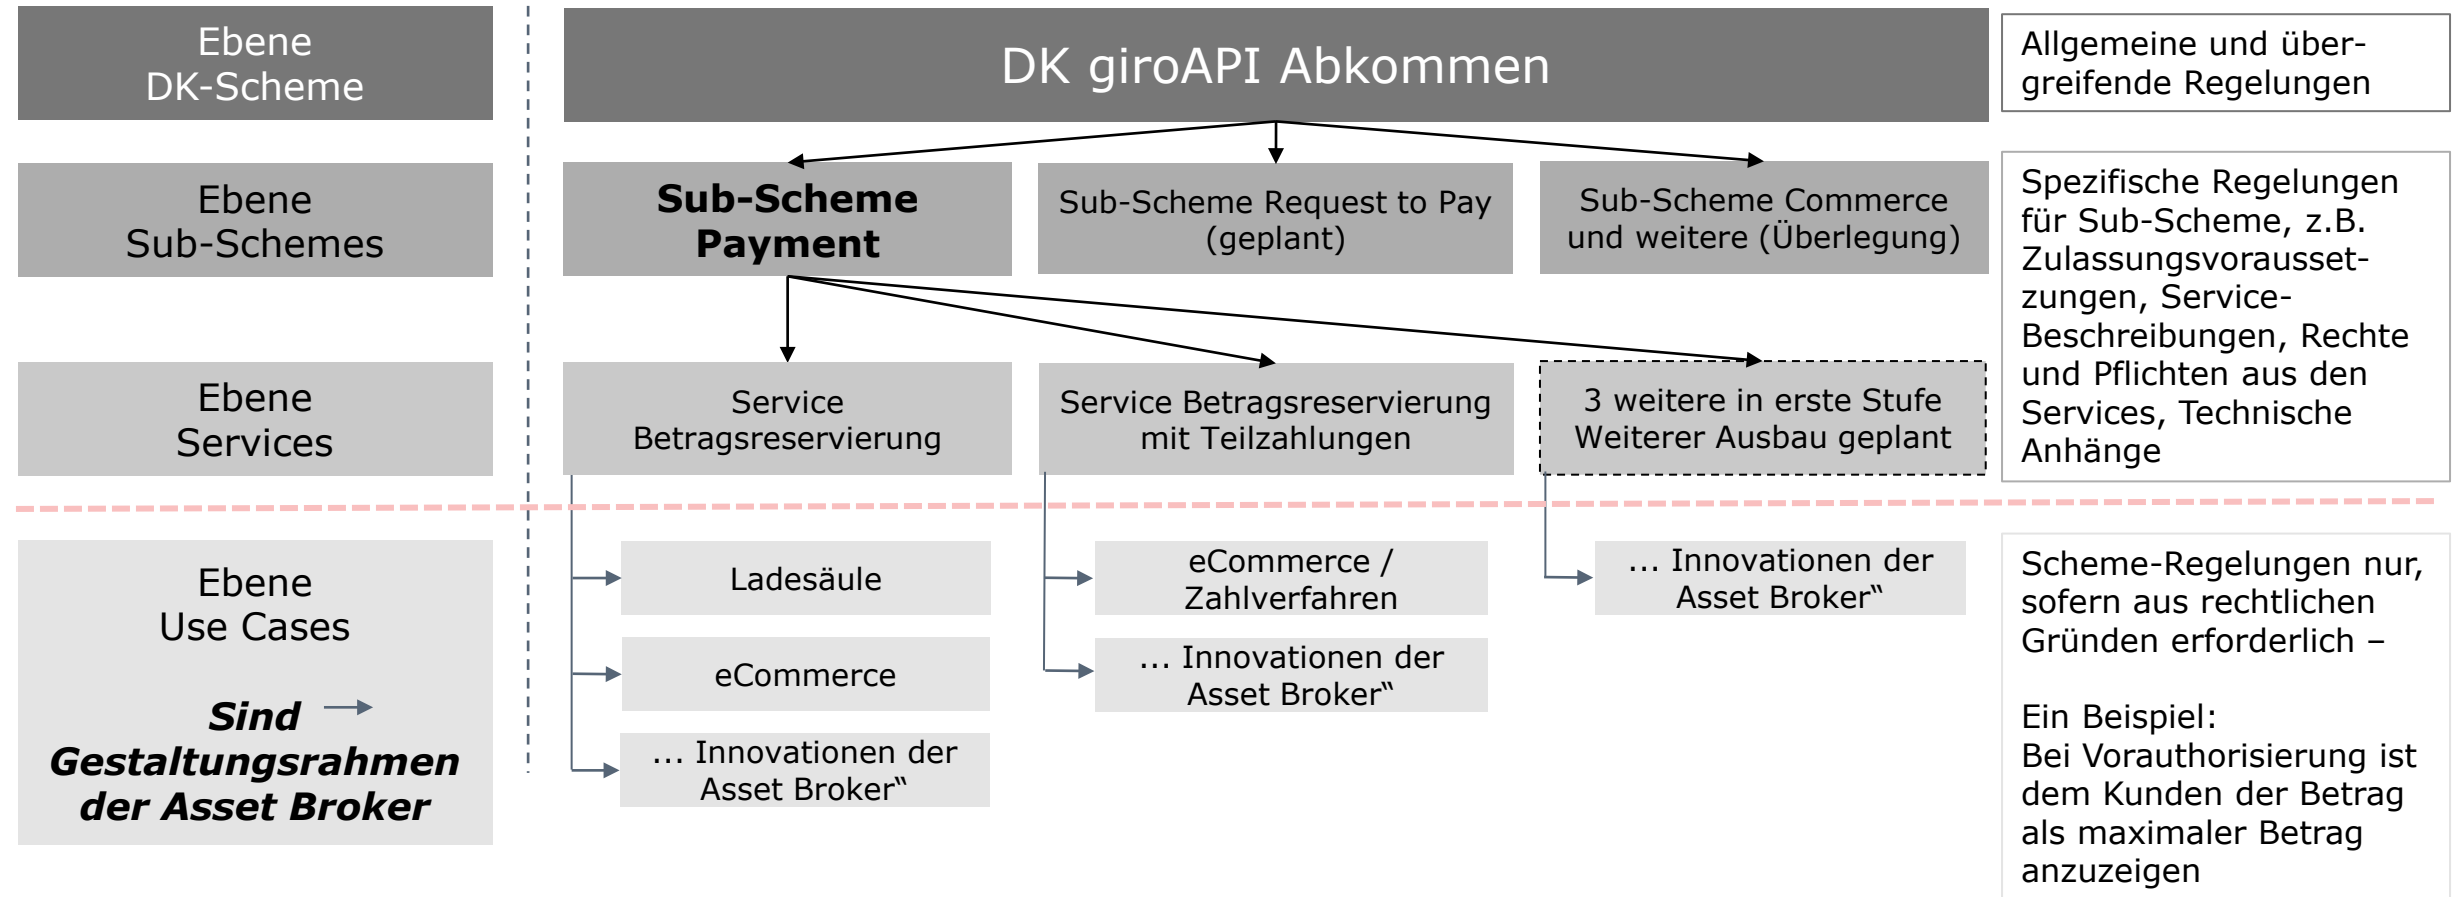 Ebene
DK-Scheme
DK giroAPI Abkommen
Allgemeine und über-
greifende Regelungen
Ebene
Sub-Schemes
Sub-Scheme
Payment
Sub-Scheme Request to Pay
(geplant)
Sub-Scheme Commerce
und weitere (Überlegung)
Spezifische Regelungen
für Sub-Scheme, z.B.
Zulassungsvorausset-
zungen, Service-
Beschreibungen, Rechte
und Pflichten aus den
Services, Technische
Anhänge
Ebene
Services
Service
Betragsreservierung
Service Betragsreservierung
mit Teilzahlungen
3 weitere in erste Stufe
Weiterer Ausbau geplant
Ebene
Use Cases
Sind
Gestaltungsrahmen
der Asset Broker
Ladesäule
eCommerce
... Innovationen der
Asset Broker“
eCommerce /
Zahlverfahren
... Innovationen der
Asset Broker“
... Innovationen der
Asset Broker“
Scheme-Regelungen nur,
sofern aus rechtlichen
Gründen erforderlich –
Ein Beispiel:
Bei Vorauthorisierung ist
dem Kunden der Betrag
als maximaler Betrag
anzuzeigen